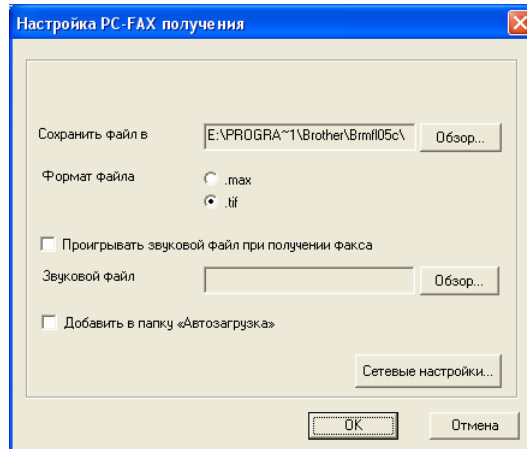 Настройка PC-FAX получения
Сохранить файл в E:\PROGRA~1\Brother\Brmfl05c\ Обзор...
Формат файла .max
.tif
Проигрывать звуковой файл при получении факса
Звуковой файл Обзор...
Добавить в папку «Автозагрузка»
Сетевые настройки...
OK Отмена